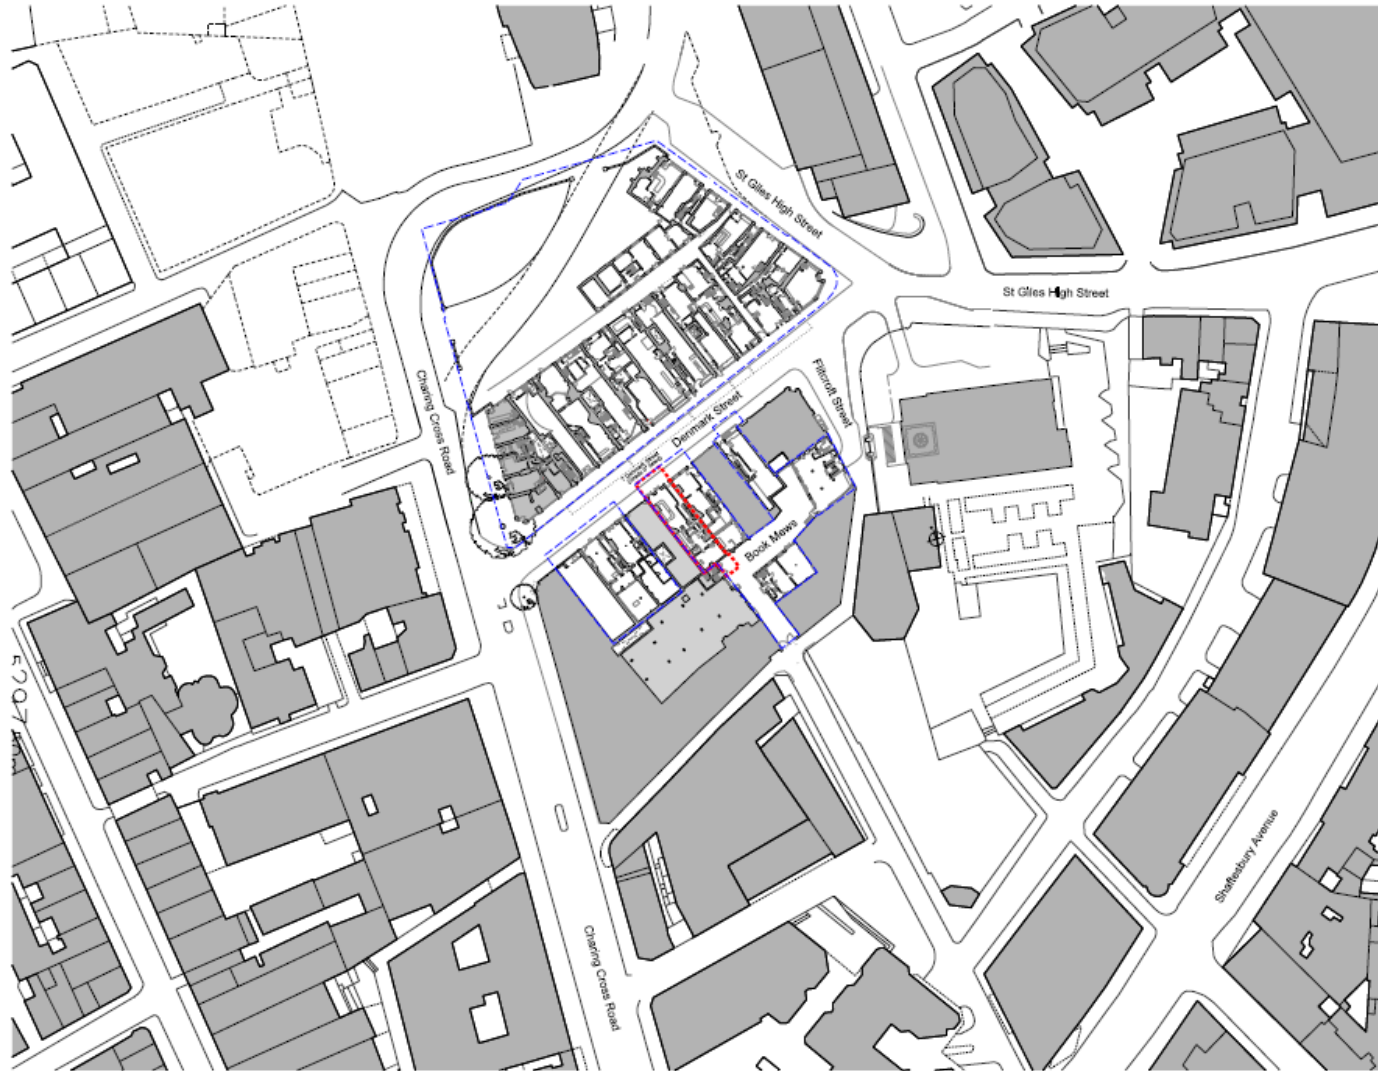 St Giles High Street
St Giles High Street
Charing Cross Road
Denmark Street
Flitcroft Street
Book Mews
Shaftesbury Avenue
Charing Cross Road